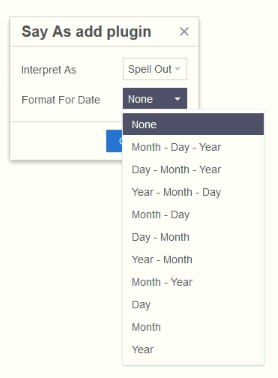 Say As add plugin ×
Interpret As Spell Out
Format For Date None
None
Month - Day - Year
Day - Month - Year
Year - Month - Day
Month - Day
Day - Month
Year - Month
Month - Year
Day
Month
Year